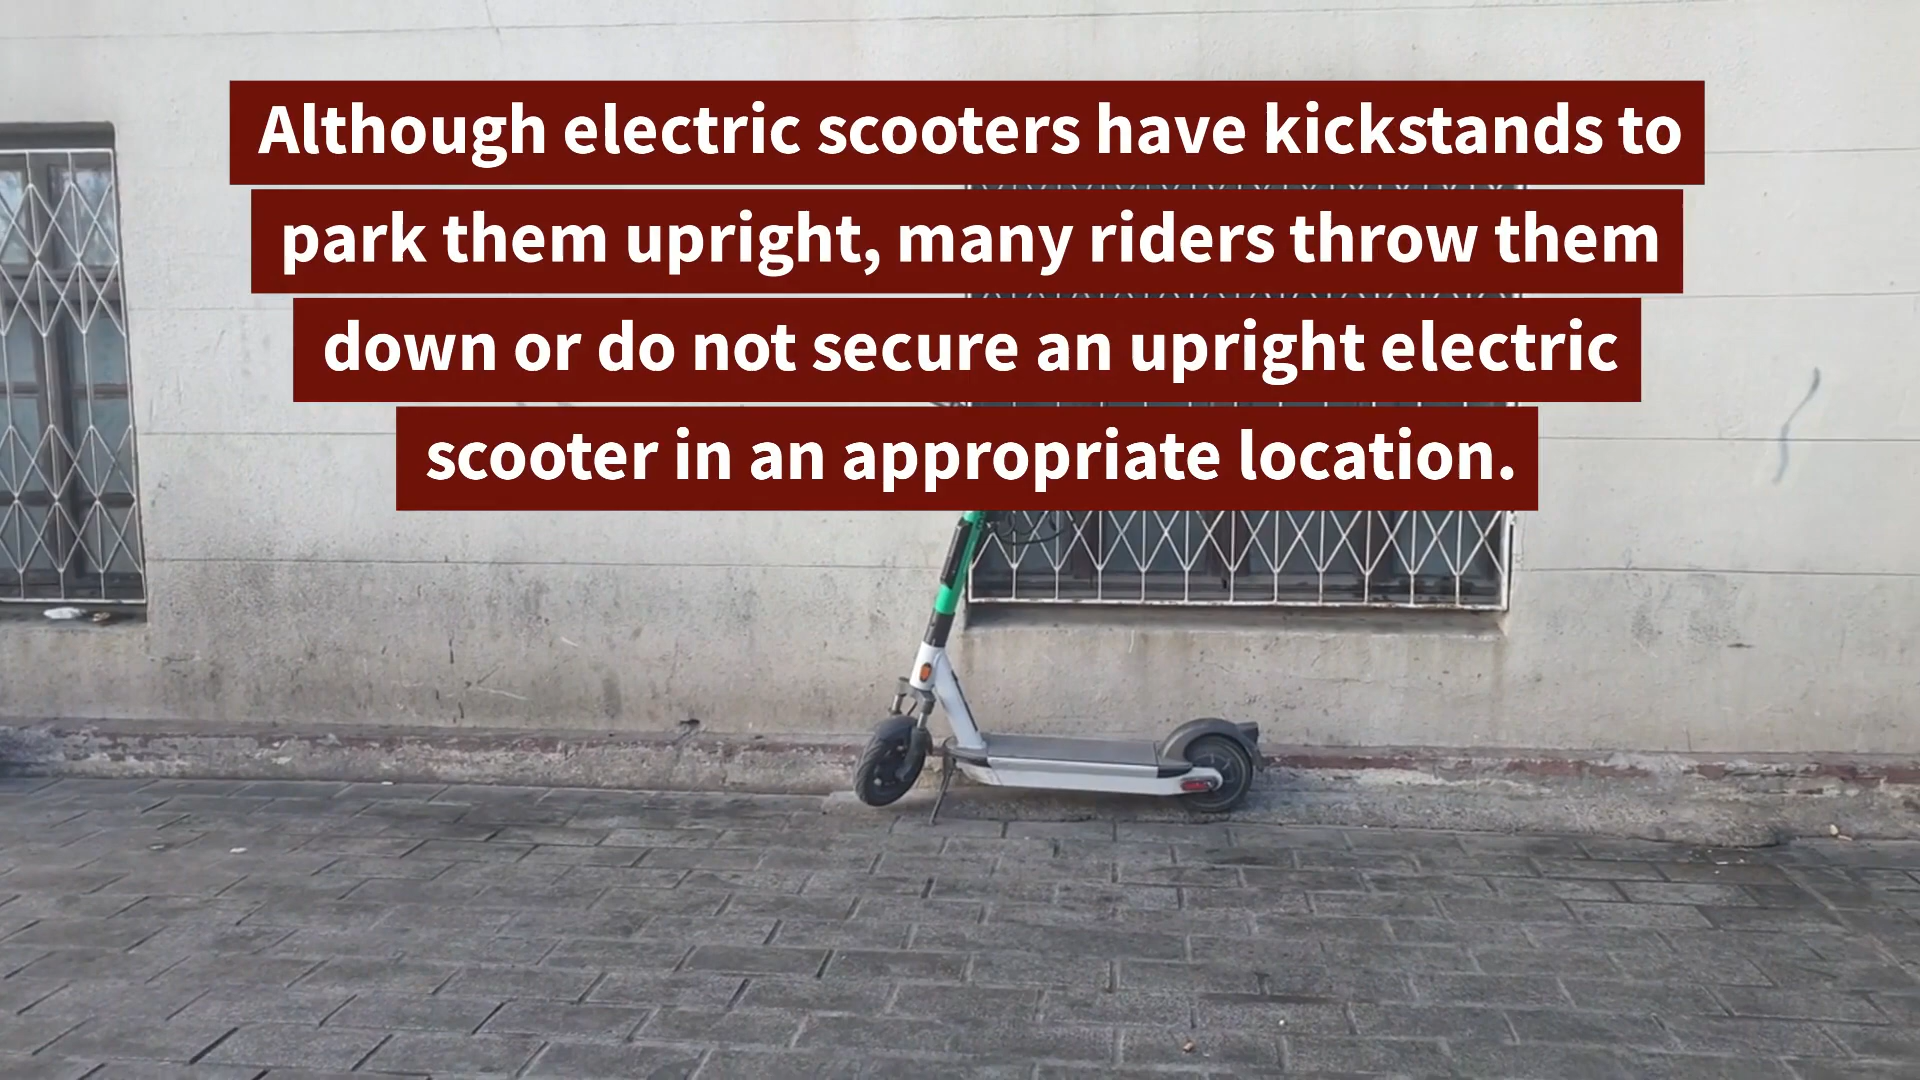 Although electric scooters have kickstands to
park them upright, many riders throw them
down or do not secure an upright electric
scooter in an appropriate location.